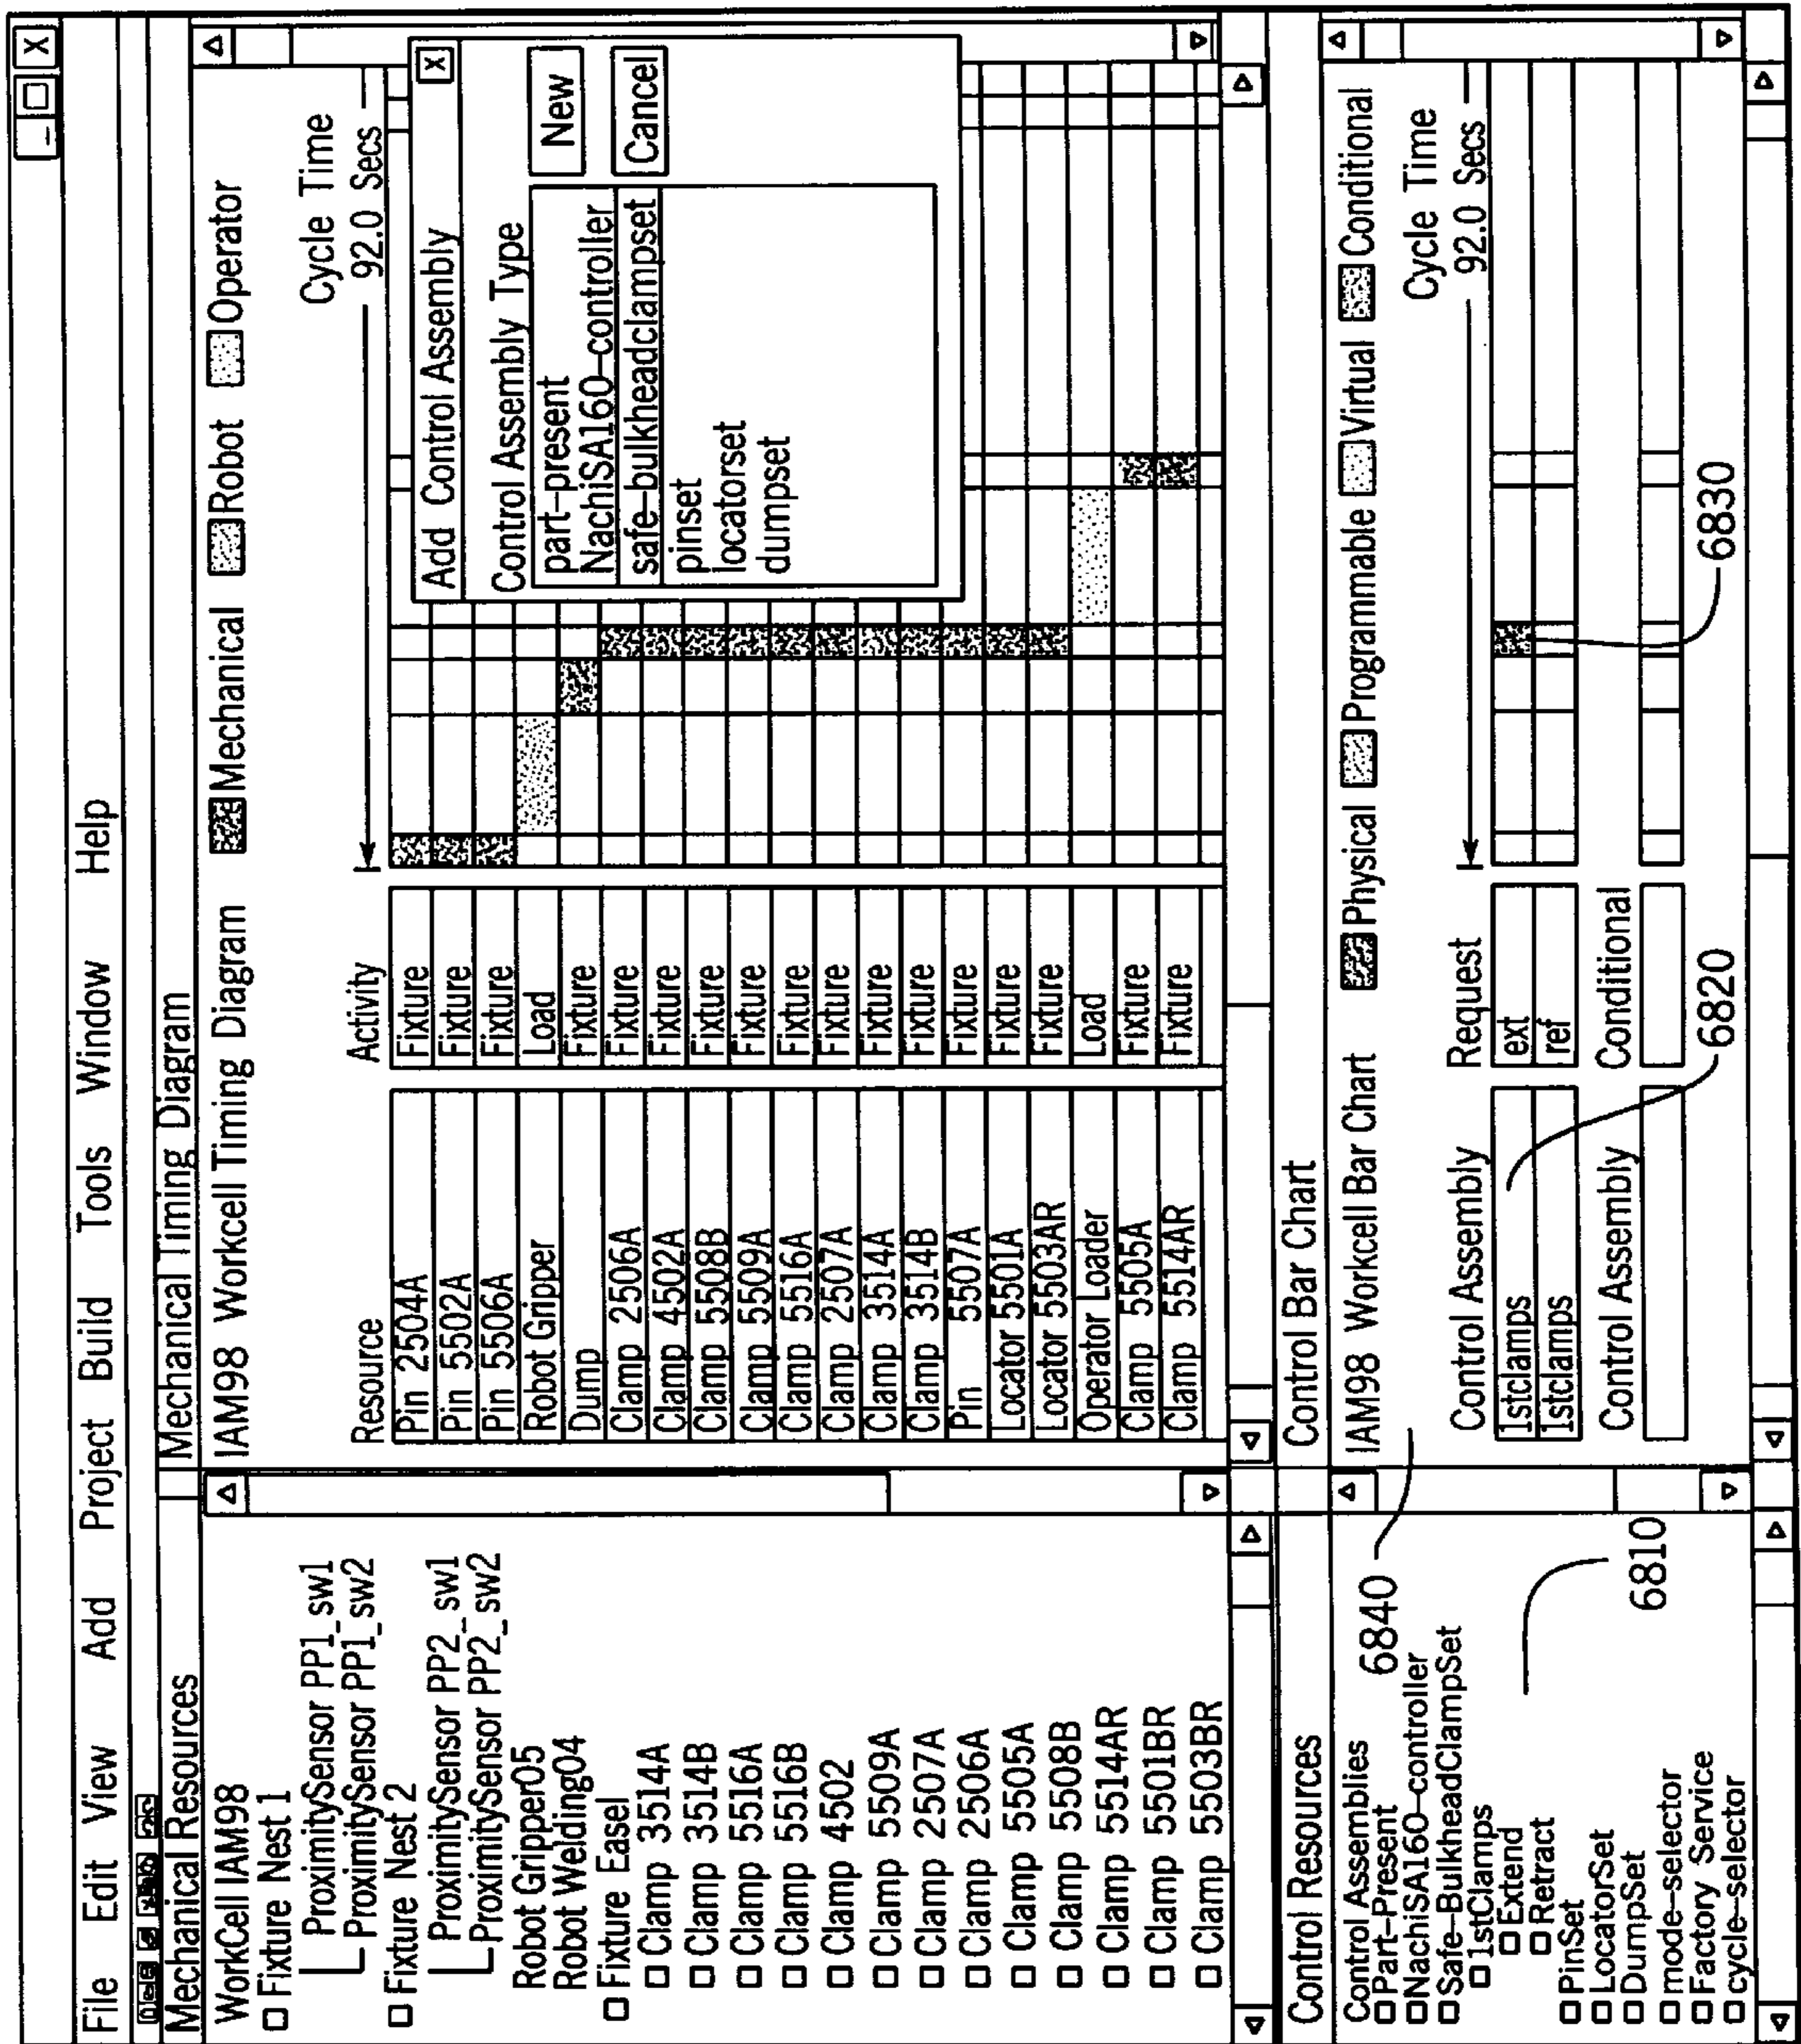 File Edit View Add Project Build Tools Window Help
Mechanical Resources
WorkCell IAM98
Fixture Nest 1
ProximitySensor PP1_sw1
ProximitySensor PP1_sw2
Fixture Nest 2
ProximitySensor PP2_sw1
ProximitySensor PP2_sw2
Robot Gripper05
Robot Welding04
Fixture Easel
Clamp 3514A
Clamp 3514B
Clamp 5516A
Clamp 5516B
Clamp 4502
Clamp 5509A
Clamp 2507A
Clamp 2506A
Clamp 5505A
Clamp 5508B
Clamp 5514AR
Clamp 5501BR
Clamp 5503BR
Mechanical Timing Diagram
IAM98 Workcell Timing Diagram Mechanical Robot Operator
Cycle Time
92.0 Secs
Resource Activity
Pin 2504A Fixture
Pin 5502A Fixture
Pin 5506A Fixture
Robot Gripper Load
Dump Fixture
Clamp 2506A Fixture
Clamp 4502A Fixture
Clamp 5508B Fixture
Clamp 5509A Fixture
Clamp 5516A Fixture
Clamp 2507A Fixture
Clamp 3514A Fixture
Clamp 3514B Fixture
Pin 5507A Fixture
Locator 5501A Fixture
Locator 5503AR Fixture
Operator Loader Load
Clamp 5505A Fixture
Clamp 5514AR Fixture
Add Control Assembly X
Control Assembly Type
part-present
NachiSA160-controller
safe-bulkheadclampset
pinset
locatorset
dumpset
New
Cancel
Control Resources
Control Assemblies
Part-Present
NachiSA160-controller
Safe-BulkheadClampSet
1stClamps
Extend
Retract
PinSet
LocatorSet
DumpSet
mode-selector
Factory Service
cycle-selector
6840
6810
Control Bar Chart
IAM98 Workcell Bar Chart Physical Programmable Virtual Conditional
Cycle Time
92.0 Secs
Control Assembly Request
1stclamps ext
1stclamps ref
Control Assembly Conditional
6820
6830